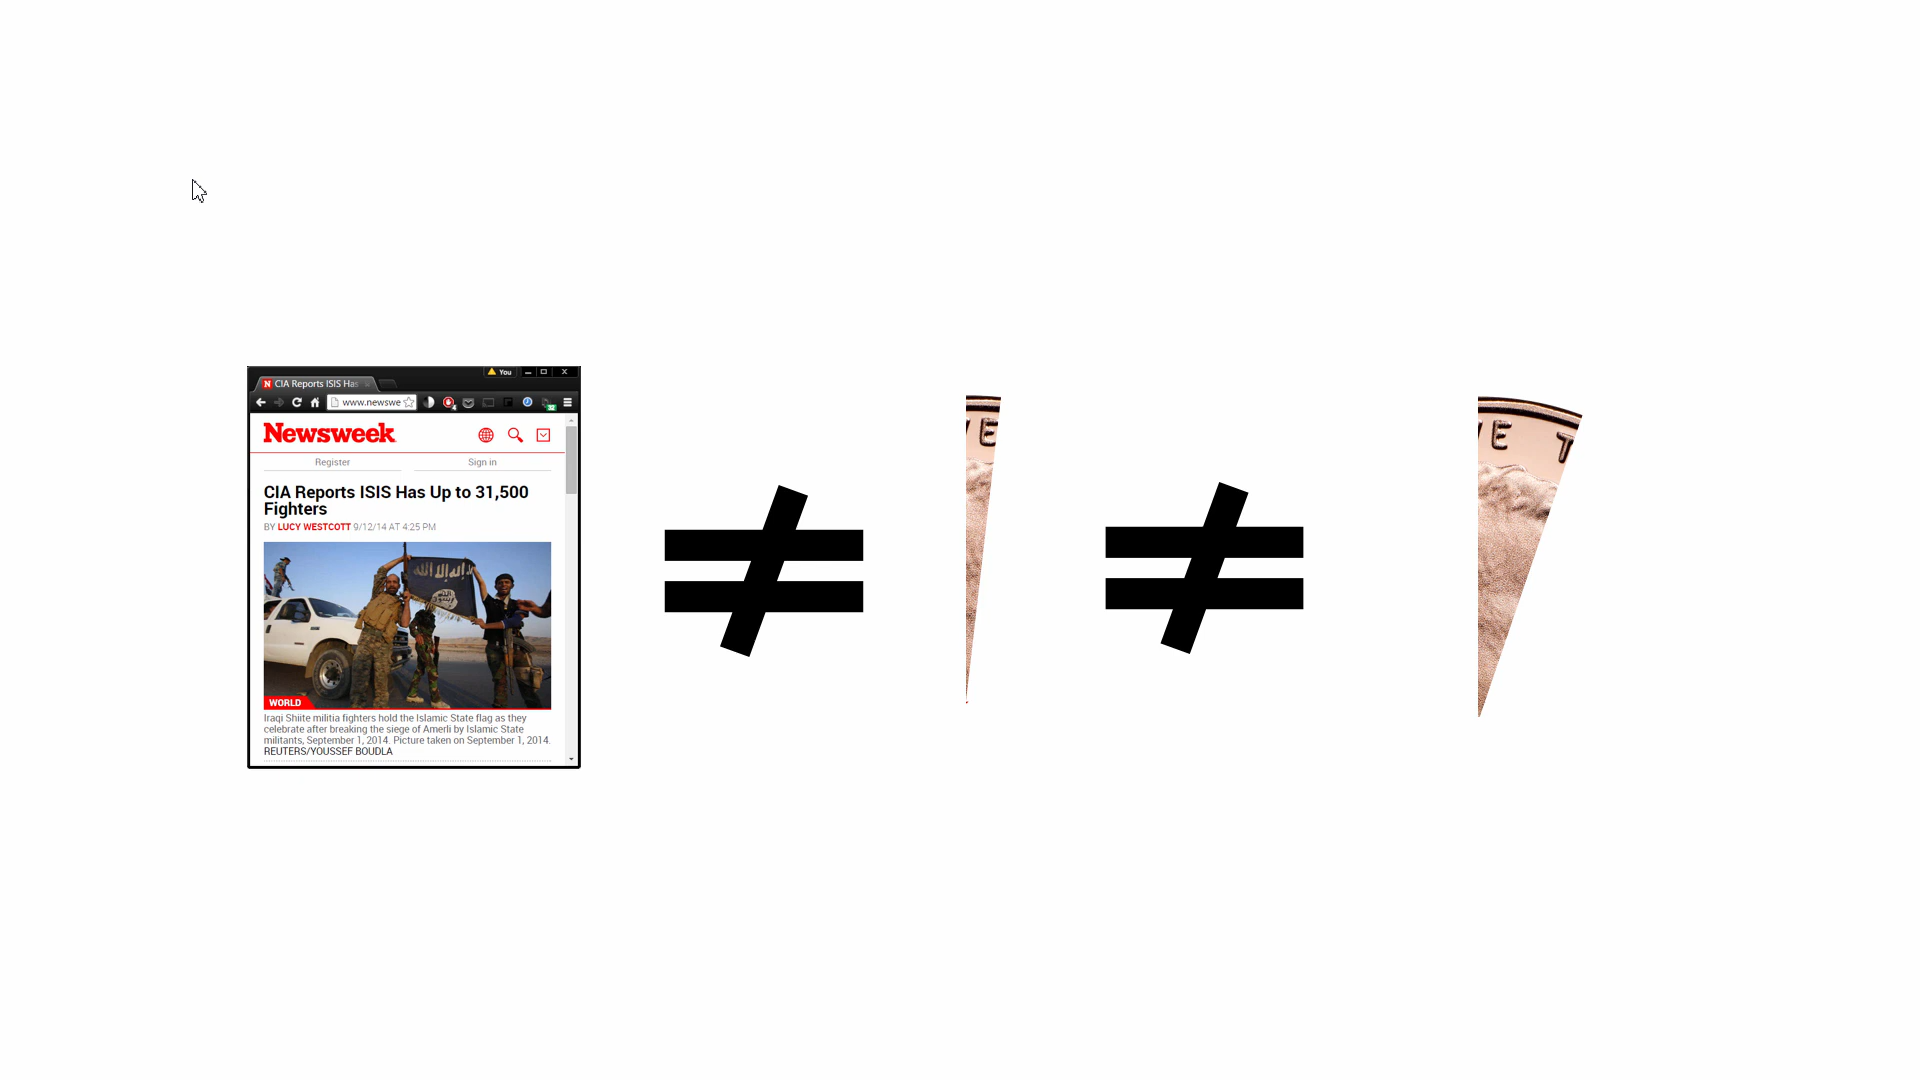 You
CIA Reports ISIS Has
www.newswe
Newsweek
Register
Sign in
CIA Reports ISIS Has Up to 31,500
Fighters
BY LUCY WESTCOTT 9/12/14 AT 4:25 PM
WORLD
Iraqi Shiite militia fighters hold the Islamic State flag as they
celebrate after breaking the siege of Amerli by Islamic State
militants, September 1, 2014. Picture taken on September 1, 2014.
REUTERS/YOUSSEF BOUDLA
≠
≠
E
E T